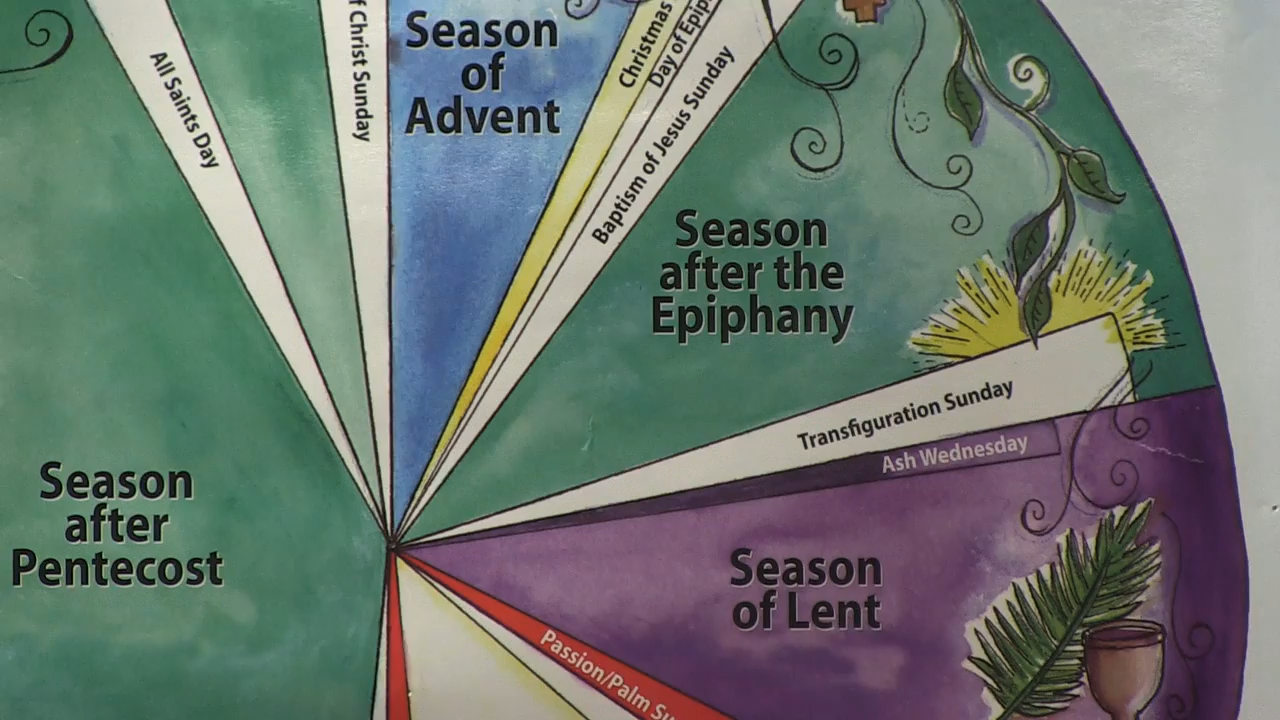 All Saints Day
f Christ Sunday
Season
of
Advent
Christmas
Day of Epip
Baptism of Jesus Sunday
Season
after the
Epiphany
Transfiguration Sunday
Ash Wednesday
Season
after
Pentecost
Season
of Lent
Passion/Palm Su